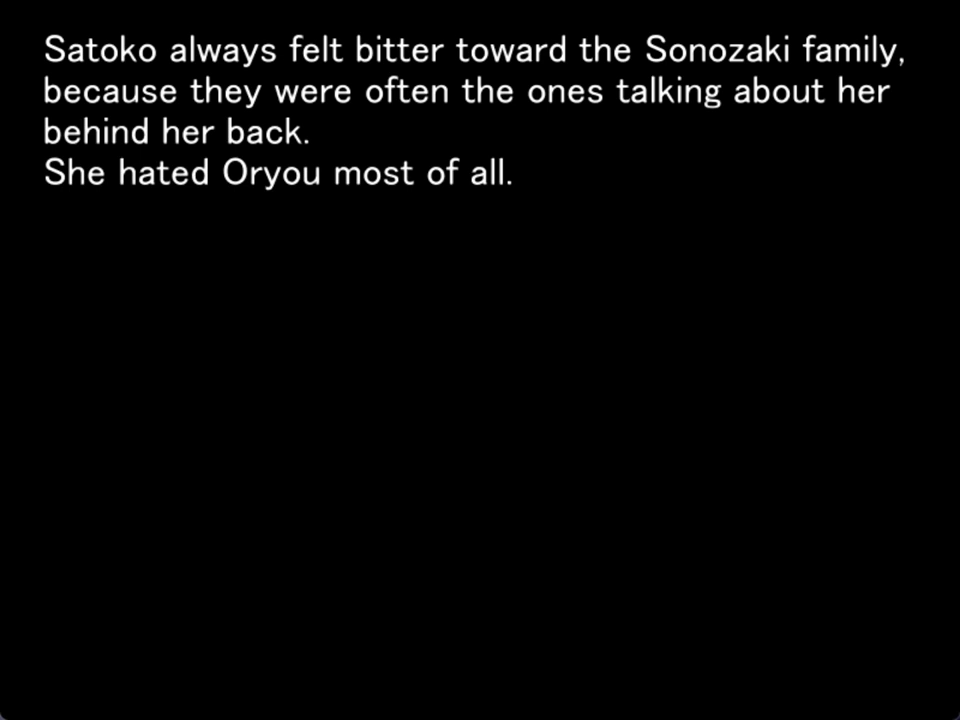 Satoko always felt bitter toward the Sonozaki family,
because they were often the ones talking about her
behind her back.
She hated Oryou most of all.